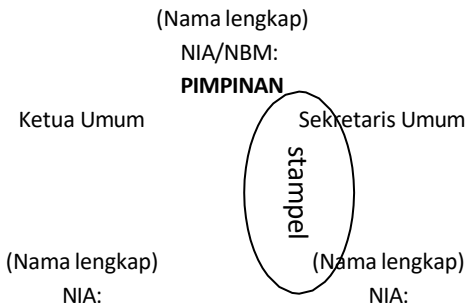 (Nama lengkap)
NIA/NBM:
PIMPINAN
Ketua Umum Sekretaris Umum
stampel
(Nama lengkap) (Nama lengkap)
NIA: NIA: